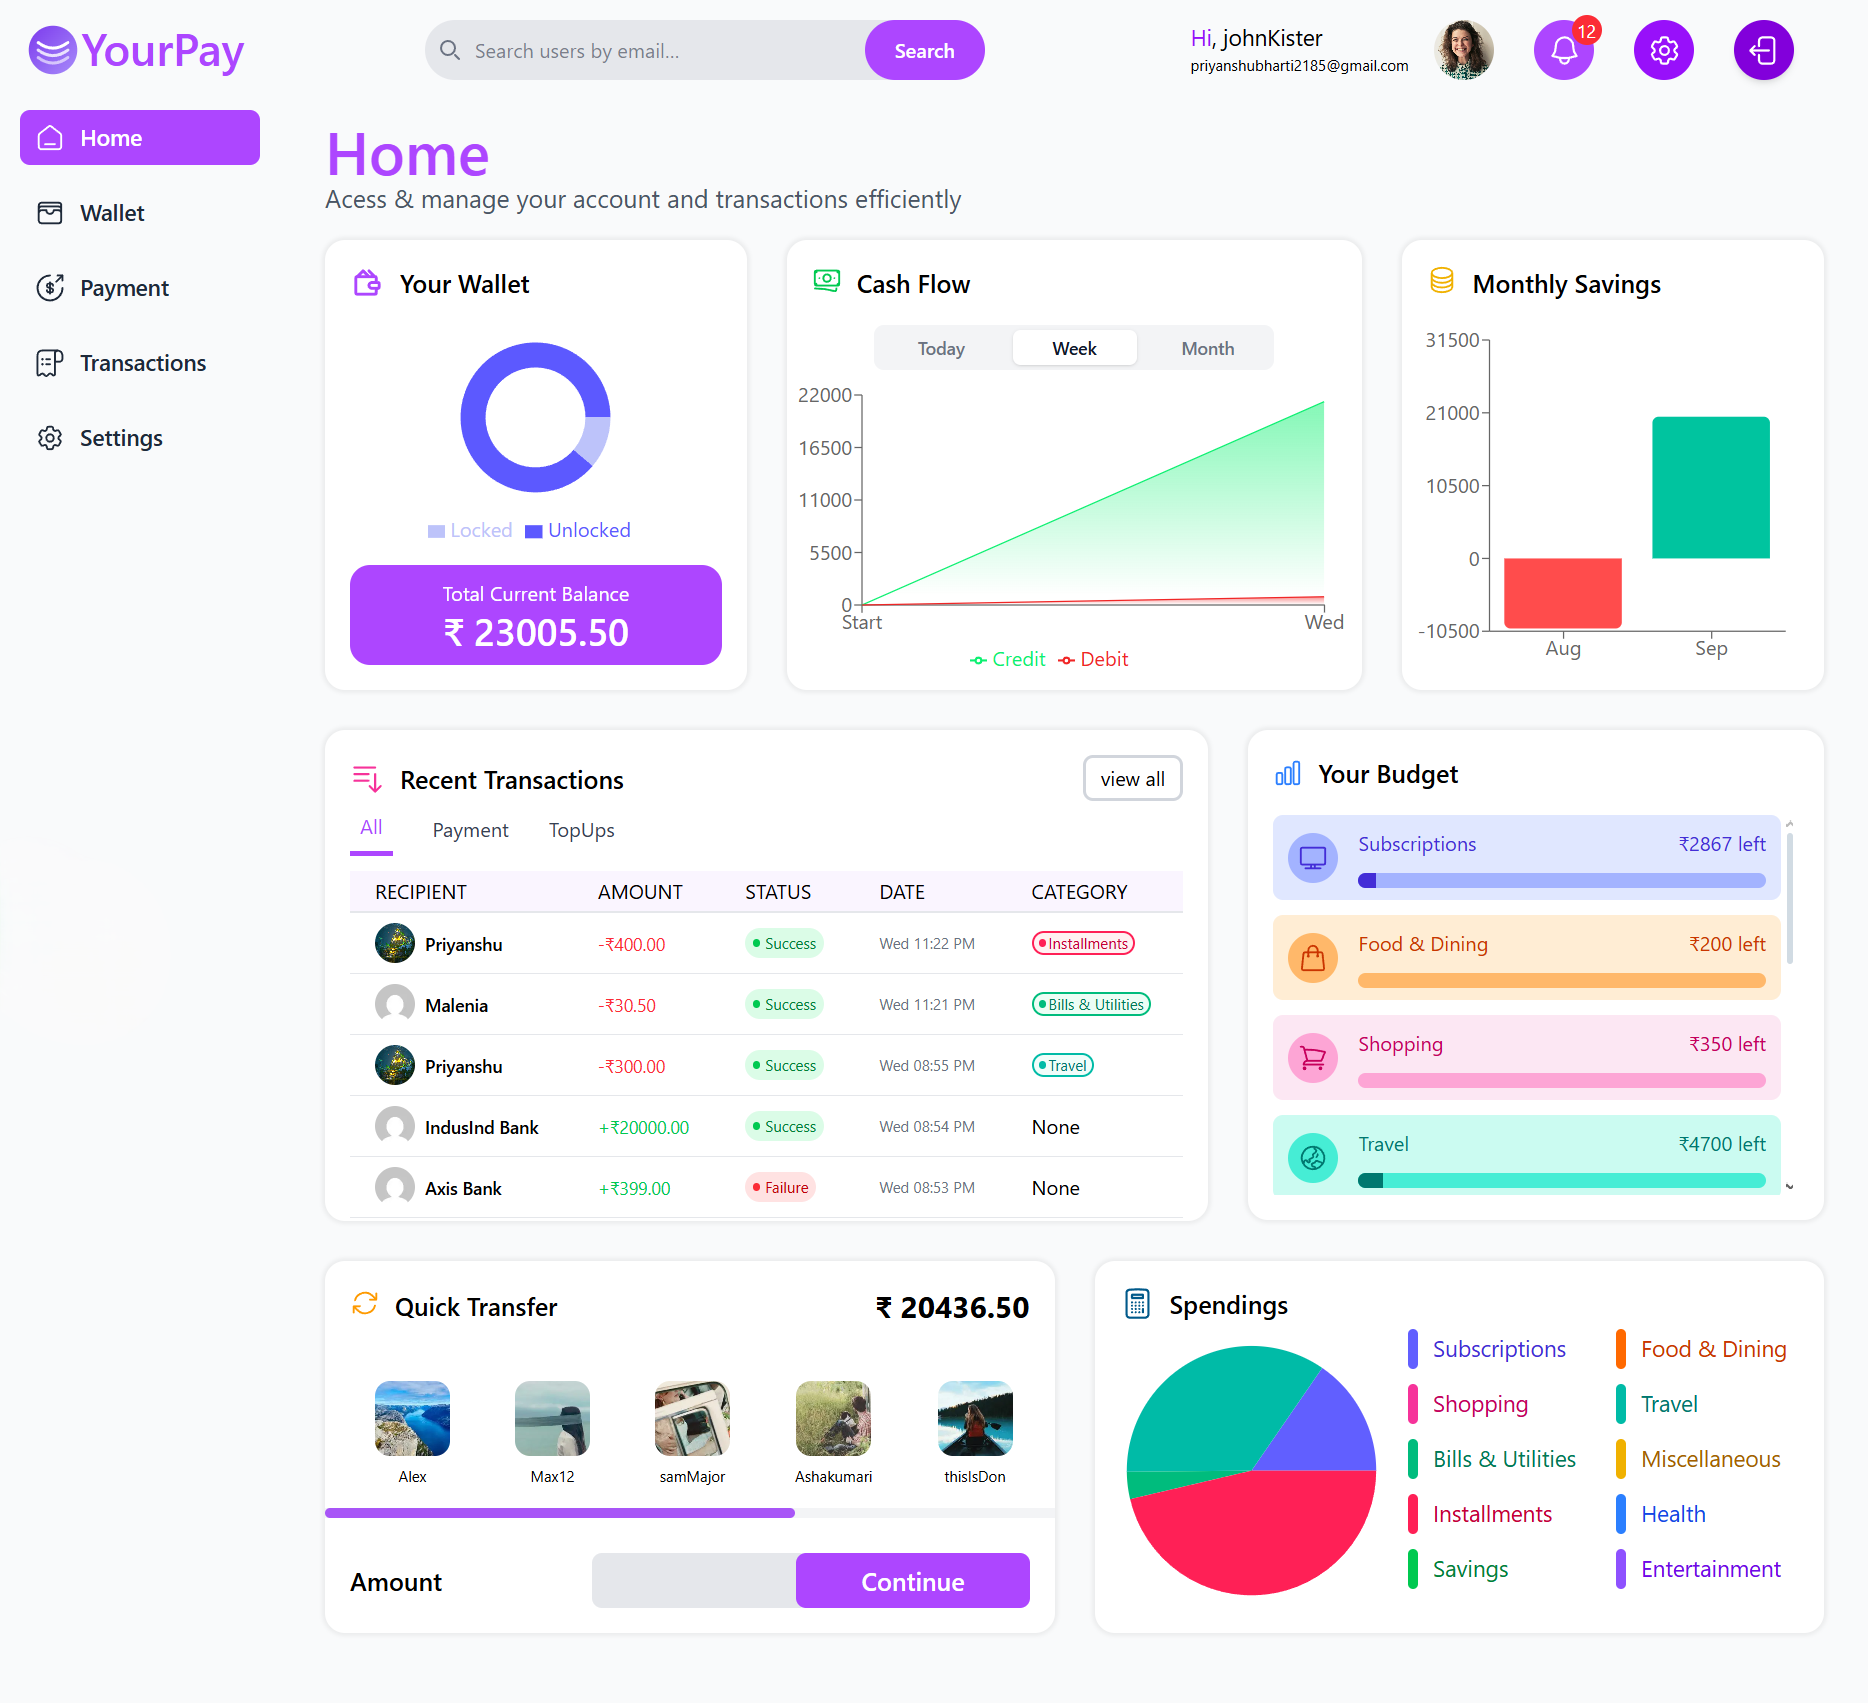 YourPay
Search users by email...
Search
Hi, johnKister
priyanshubharti2185@gmail.com
12
Home
Wallet
Payment
Transactions
Settings
Home
Acess & manage your account and transactions efficiently
Your Wallet
Locked Unlocked
Total Current Balance
₹ 23005.50
Cash Flow
Today Week Month
22000
16500
11000
5500
0
Start Wed
Credit Debit
Monthly Savings
31500
21000
10500
0
-10500
Aug Sep
Recent Transactions
view all
All Payment TopUps
RECIPIENT AMOUNT STATUS DATE CATEGORY
Priyanshu -₹400.00 Success Wed 11:22 PM Installments
Malenia -₹30.50 Success Wed 11:21 PM Bills & Utilities
Priyanshu -₹300.00 Success Wed 08:55 PM Travel
IndusInd Bank +₹20000.00 Success Wed 08:54 PM None
Axis Bank +₹399.00 Failure Wed 08:53 PM None
Your Budget
Subscriptions ₹2867 left
Food & Dining ₹200 left
Shopping ₹350 left
Travel ₹4700 left
Quick Transfer
₹ 20436.50
Alex Max12 samMajor Ashakumari thisIsDon
Amount
Continue
Spendings
Subscriptions Food & Dining
Shopping Travel
Bills & Utilities Miscellaneous
Installments Health
Savings Entertainment